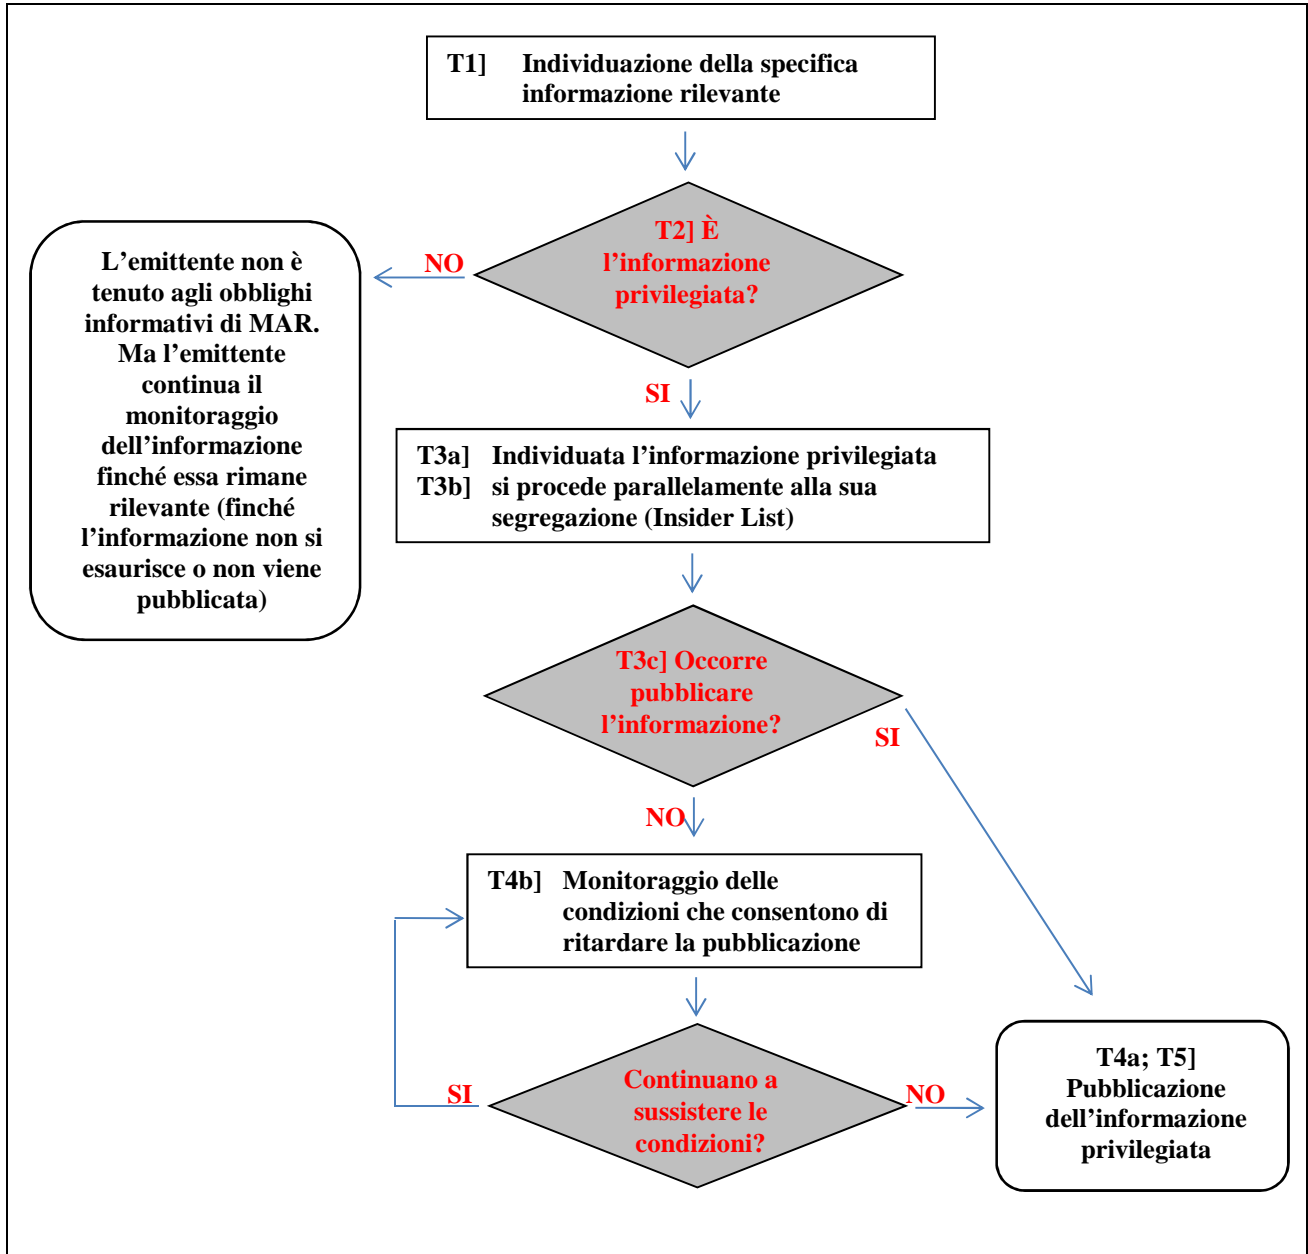 T1] Individuazione della specifica
informazione rilevante
T2] È
l’informazione
privilegiata?
NO
L’emittente non è
tenuto agli obblighi
informativi di MAR.
Ma l’emittente
continua il
monitoraggio
dell’informazione
finché essa rimane
rilevante (finché
l’informazione non si
esaurisce o non viene
pubblicata)
SI
T3a] Individuata l’informazione privilegiata
T3b] si procede parallelamente alla sua
segregazione (Insider List)
T3c] Occorre
pubblicare
l’informazione?
SI
NO
T4b] Monitoraggio delle
condizioni che consentono di
ritardare la pubblicazione
Continuano a
sussistere le
condizioni?
SI
NO
T4a; T5]
Pubblicazione
dell’informazione
privilegiata